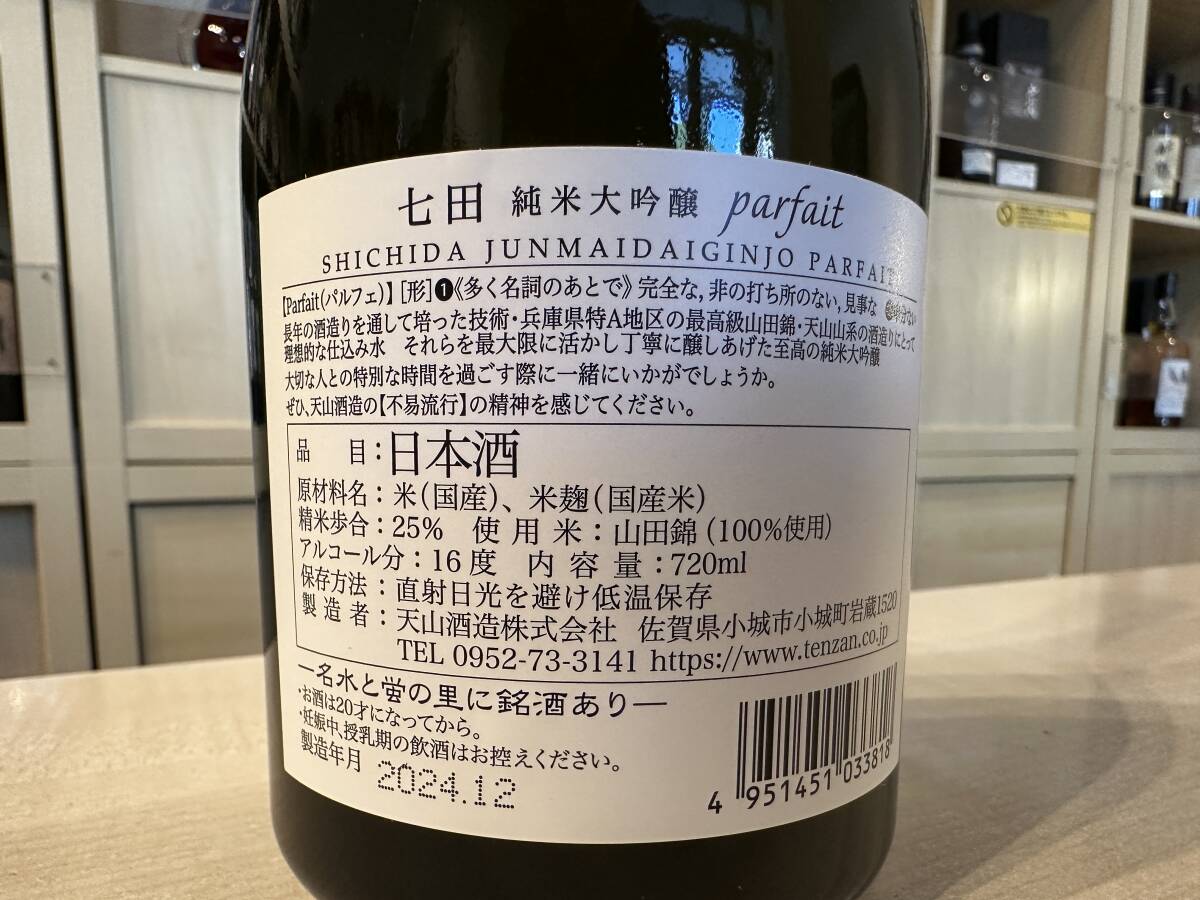 七田 純米大吟醸 parfait
SHICHIDA JUNMAIDAIGINJO PARFAIT
【Parfait(パルフェ)】[形]❶《多く名詞のあとで》完全な, 非の打ち所のない, 見事な
長年の酒造りを通して培った技術・兵庫県特A地区の最高級山田錦・天山山系の酒造りにとって
理想的な仕込み水 それらを最大限に活かし丁寧に醸しあげた至高の純米大吟醸
大切な人との特別な時間を過ごす際に一緒にいかがでしょうか。
ぜひ、天山酒造の【不易流行】の精神を感じてください。
品 目：日本酒
原材料名：米(国産)、米麹(国産米)
精米歩合：25% 使用米：山田錦(100%使用)
アルコール分：16度 内容量：720ml
保存方法：直射日光を避け低温保存
製造者：天山酒造株式会社 佐賀県小城市小城町岩蔵1520
TEL 0952-73-3141 https://www.tenzan.co.jp
―名水と蛍の里に銘酒あり―
・お酒は20才になってから。
・妊娠中、授乳期の飲酒はお控えください。
製造年月 2024.12
4 951451 033818